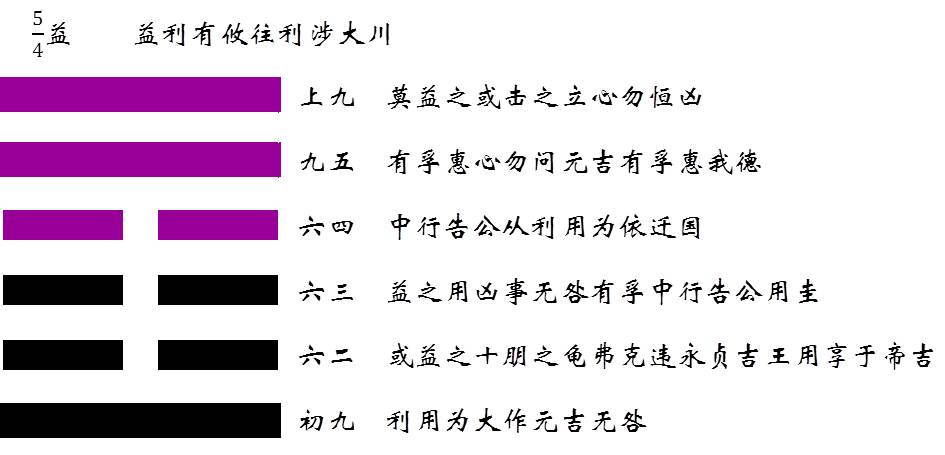 5/4益 益利有攸往利涉大川
上九 莫益之或击之立心勿恒凶
九五 有孚惠心勿问元吉有孚惠我德
六四 中行告公从利用为依迁国
六三 益之用凶事无咎有孚中行告公用圭
六二 或益之十朋之龟弗克违永贞吉王用享于帝吉
初九 利用为大作元吉无咎